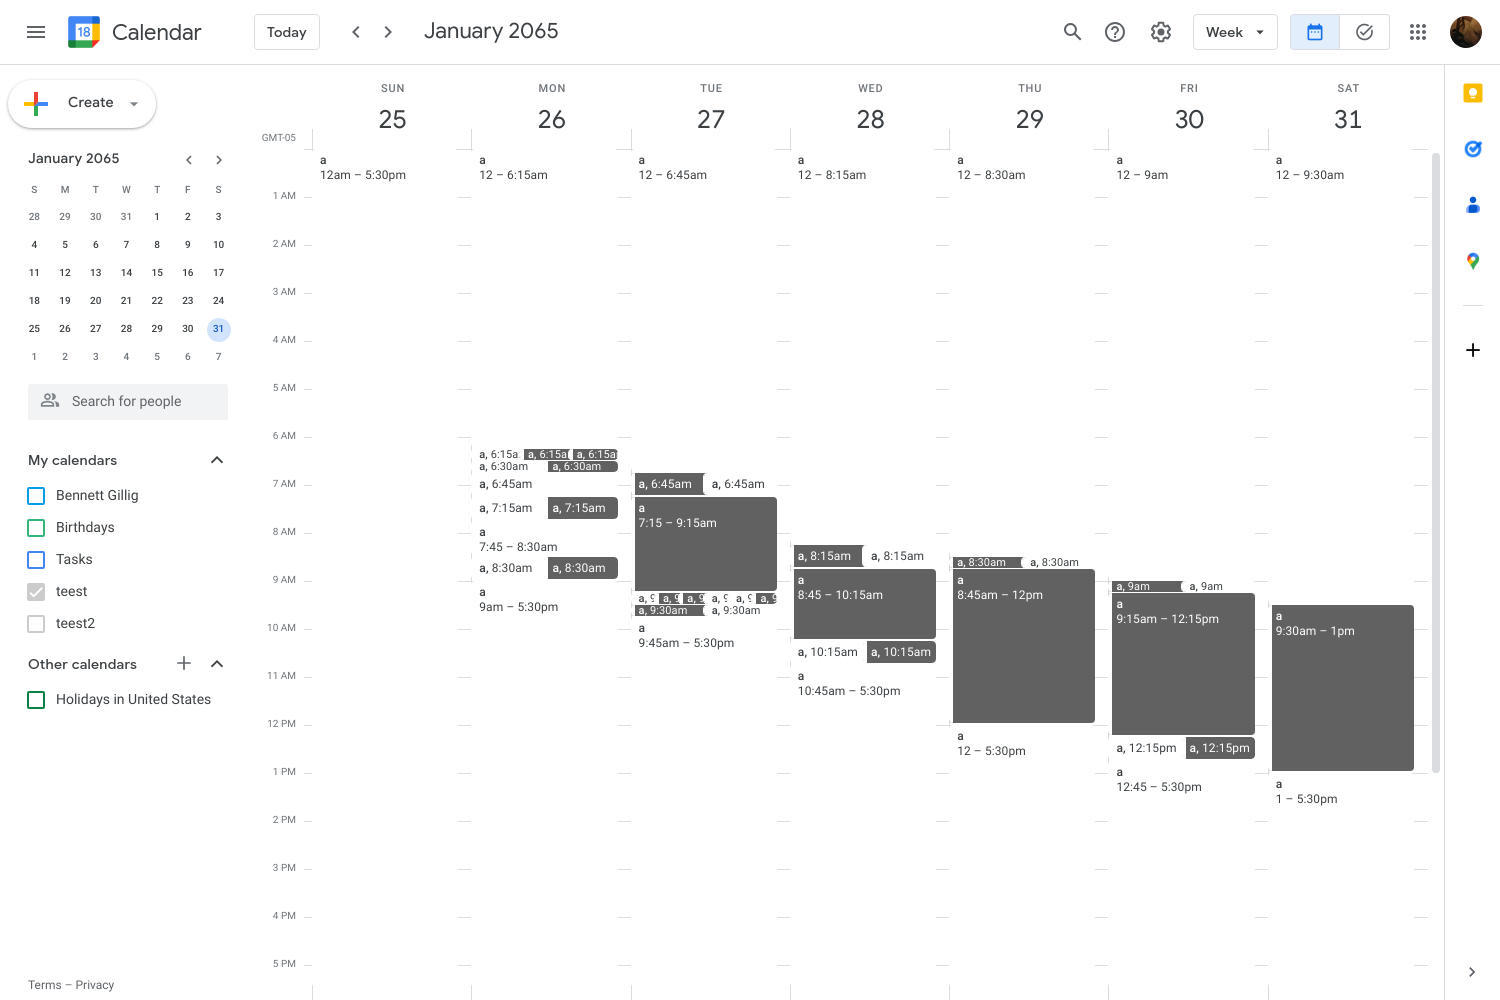 18 Calendar
Today
January 2065
Week
Create
January 2065
S M T W T F S
28 29 30 31 1 2 3
4 5 6 7 8 9 10
11 12 13 14 15 16 17
18 19 20 21 22 23 24
25 26 27 28 29 30 31
1 2 3 4 5 6 7
Search for people
My calendars
Bennett Gillig
Birthdays
Tasks
teest
teest2
Other calendars
Holidays in United States
Terms – Privacy
SUN MON TUE WED THU FRI SAT
25 26 27 28 29 30 31
GMT-05
1 AM
2 AM
3 AM
4 AM
5 AM
6 AM
7 AM
8 AM
9 AM
10 AM
11 AM
12 PM
1 PM
2 PM
3 PM
4 PM
5 PM
a
12am – 5:30pm
a
12 – 6:15am
a, 6:15a a, 6:15a a, 6:15a
a, 6:30am a, 6:30am
a, 6:45am
a, 7:15am a, 7:15am
a
7:45 – 8:30am
a, 8:30am a, 8:30am
a
9am – 5:30pm
a
12 – 6:45am
a, 6:45am a, 6:45am
a
7:15 – 9:15am
a, 9 a, 9 a, 9 a, 9 a, 9 a, 9
a, 9:30am a, 9:30am
a
9:45am – 5:30pm
a
12 – 8:15am
a, 8:15am a, 8:15am
a
8:45 – 10:15am
a, 10:15am a, 10:15am
a
10:45am – 5:30pm
a
12 – 8:30am
a, 8:30am a, 8:30am
a
8:45am – 12pm
a
12 – 5:30pm
a
12 – 9am
a, 9am a, 9am
a
9:15am – 12:15pm
a, 12:15pm a, 12:15pm
a
12:45 – 5:30pm
a
12 – 9:30am
a
9:30am – 1pm
a
1 – 5:30pm